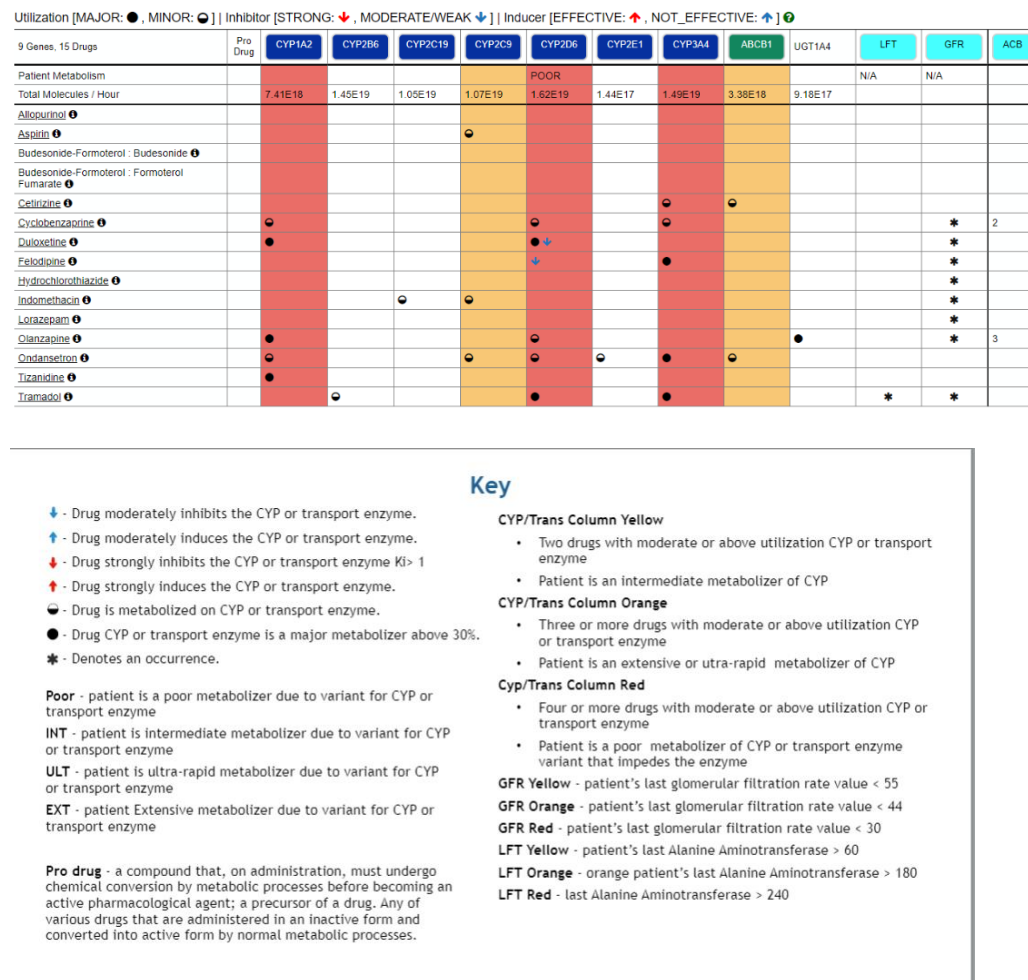 Utilization [MAJOR: ● , MINOR: ◒ ] | Inhibitor [STRONG: ↓ , MODERATE/WEAK ↓ ] | Inducer [EFFECTIVE: ↑ , NOT_EFFECTIVE: ↑ ] ?
9 Genes, 15 Drugs Pro Drug CYP1A2 CYP2B6 CYP2C19 CYP2C9 CYP2D6 CYP2E1 CYP3A4 ABCB1 UGT1A4 LFT GFR ACB
Patient Metabolism POOR N/A N/A
Total Molecules / Hour 7.41E18 1.45E19 1.05E19 1.07E19 1.62E19 1.44E17 1.49E19 3.38E18 9.18E17
Allopurinol
Aspirin ◒
Budesonide-Formoterol : Budesonide
Budesonide-Formoterol : Formoterol
Fumarate
Cetirizine ◒ ◒
Cyclobenzaprine ◒ ◒ ◒ ✱ 2
Duloxetine ● ● ↓ ✱
Felodipine ↓ ● ✱
Hydrochlorothiazide ✱
Indomethacin ◒ ◒ ✱
Lorazepam ✱
Olanzapine ● ◒ ● ✱ 3
Ondansetron ◒ ◒ ◒ ◒ ● ◒
Tizanidine ●
Tramadol ◒ ● ● ✱ ✱
Key
↓ - Drug moderately inhibits the CYP or transport enzyme.
↑ - Drug moderately induces the CYP or transport enzyme.
↓ - Drug strongly inhibits the CYP or transport enzyme Ki> 1
↑ - Drug strongly induces the CYP or transport enzyme.
◒ - Drug is metabolized on CYP or transport enzyme.
● - Drug CYP or transport enzyme is a major metabolizer above 30%.
✱ - Denotes an occurrence.
Poor - patient is a poor metabolizer due to variant for CYP or
transport enzyme
INT - patient is intermediate metabolizer due to variant for CYP
or transport enzyme
ULT - patient is ultra-rapid metabolizer due to variant for CYP
or transport enzyme
EXT - patient Extensive metabolizer due to variant for CYP or
transport enzyme
Pro drug - a compound that, on administration, must undergo
chemical conversion by metabolic processes before becoming an
active pharmacological agent; a precursor of a drug. Any of
various drugs that are administered in an inactive form and
converted into active form by normal metabolic processes.
CYP/Trans Column Yellow
• Two drugs with moderate or above utilization CYP or transport
enzyme
• Patient is an intermediate metabolizer of CYP
CYP/Trans Column Orange
• Three or more drugs with moderate or above utilization CYP
or transport enzyme
• Patient is an extensive or utra-rapid metabolizer of CYP
Cyp/Trans Column Red
• Four or more drugs with moderate or above utilization CYP or
transport enzyme
• Patient is a poor metabolizer of CYP or transport enzyme
variant that impedes the enzyme
GFR Yellow - patient's last glomerular filtration rate value < 55
GFR Orange - patient's last glomerular filtration rate value < 44
GFR Red - patient's last glomerular filtration rate value < 30
LFT Yellow - patient's last Alanine Aminotransferase > 60
LFT Orange - orange patient's last Alanine Aminotransferase > 180
LFT Red - last Alanine Aminotransferase > 240